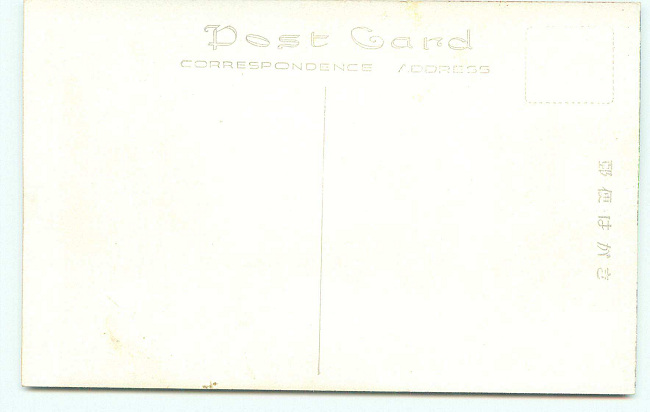 Post Card
CORRESPONDENCE ADDRESS
郵便はがき